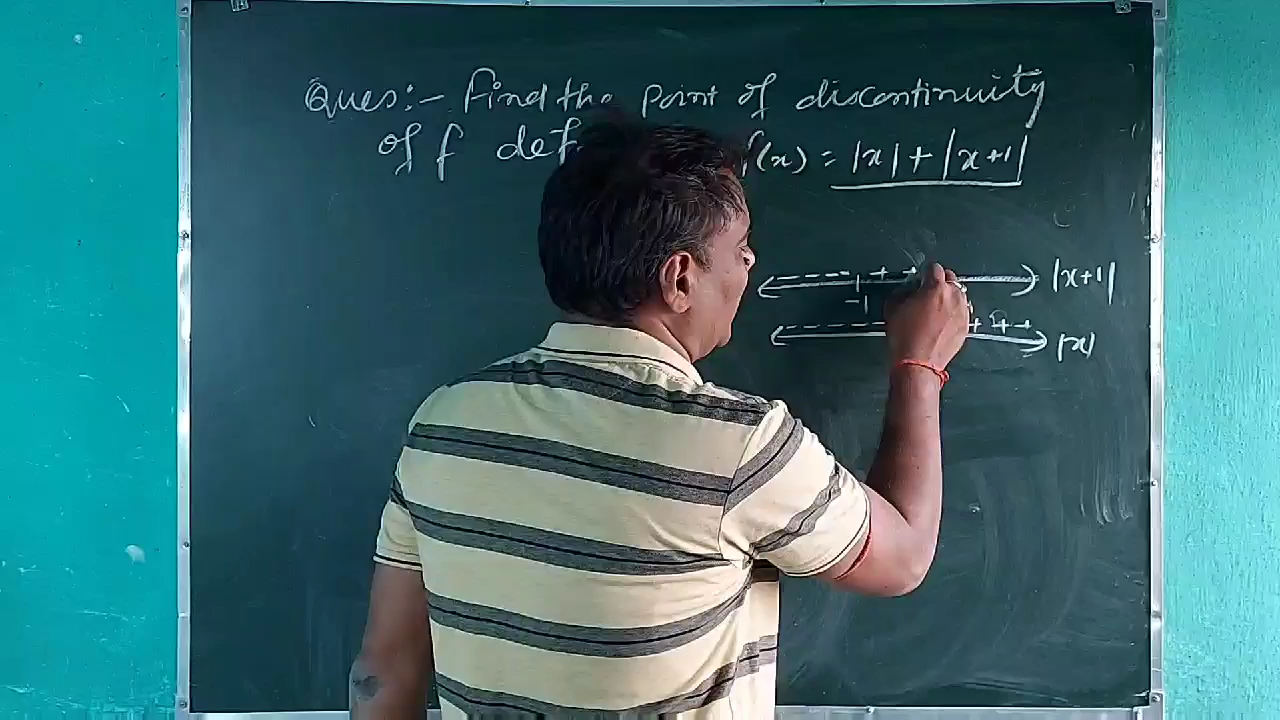 Ques:- Find the point of discontinuity
of f def f(x) = |x| + |x+1|
- - - - + + |x+1|
-1
- - - - - + + + |x|